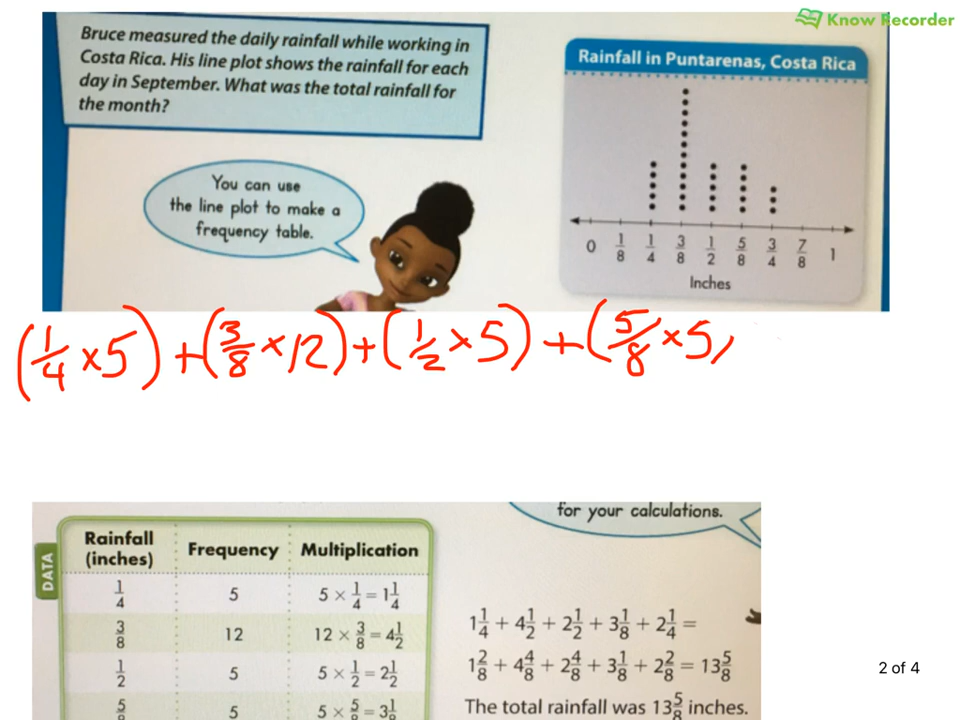 Know Recorder
Bruce measured the daily rainfall while working in
Costa Rica. His line plot shows the rainfall for each
day in September. What was the total rainfall for
the month?
Rainfall in Puntarenas, Costa Rica
You can use
the line plot to make a
frequency table.
0 1/8 1/4 3/8 1/2 5/8 3/4 7/8 1
Inches
(1/4 × 5) + (3/8 × 12) + (1/2 × 5) + (5/8 × 5)
for your calculations.
DATA
Rainfall (inches) Frequency Multiplication
1/4 5 5 × 1/4 = 1 1/4
3/8 12 12 × 3/8 = 4 1/2
1/2 5 5 × 1/2 = 2 1/2
5 5 × 5/8 = 3 1/8
1 1/4 + 4 1/2 + 2 1/2 + 3 1/8 + 2 1/4 =
1 2/8 + 4 4/8 + 2 4/8 + 3 1/8 + 2 2/8 = 13 5/8
The total rainfall was 13 5/8 inches.
2 of 4